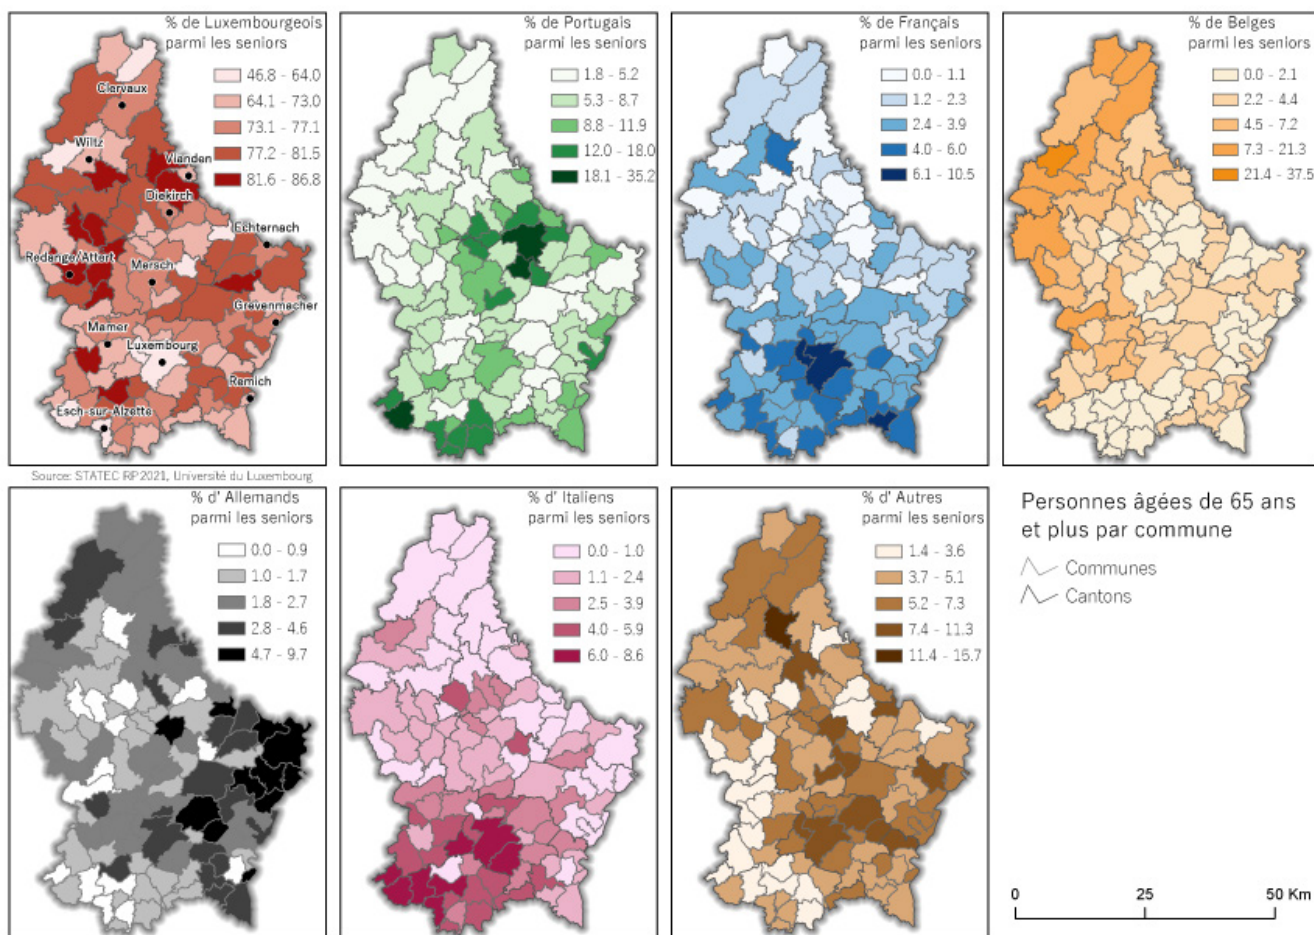 % de Luxembourgeois
parmi les seniors
46.8 - 64.0
64.1 - 73.0
73.1 - 77.1
77.2 - 81.5
81.6 - 86.8
Clervaux
Wiltz
Vianden
Diekirch
Echternach
Redange/Attert
Mersch
Grevenmacher
Mamer
Luxembourg
Remich
Esch-sur-Alzette
% de Portugais
parmi les seniors
1.8 - 5.2
5.3 - 8.7
8.8 - 11.9
12.0 - 18.0
18.1 - 35.2
% de Français
parmi les seniors
0.0 - 1.1
1.2 - 2.3
2.4 - 3.9
4.0 - 6.0
6.1 - 10.5
% de Belges
parmi les seniors
0.0 - 2.1
2.2 - 4.4
4.5 - 7.2
7.3 - 21.3
21.4 - 37.5
Source: STATEC RP2021, Université du Luxembourg
% d' Allemands
parmi les seniors
0.0 - 0.9
1.0 - 1.7
1.8 - 2.7
2.8 - 4.6
4.7 - 9.7
% d' Italiens
parmi les seniors
0.0 - 1.0
1.1 - 2.4
2.5 - 3.9
4.0 - 5.9
6.0 - 8.6
% d' Autres
parmi les seniors
1.4 - 3.6
3.7 - 5.1
5.2 - 7.3
7.4 - 11.3
11.4 - 15.7
Personnes âgées de 65 ans
et plus par commune
Communes
Cantons
0 25 50 Km